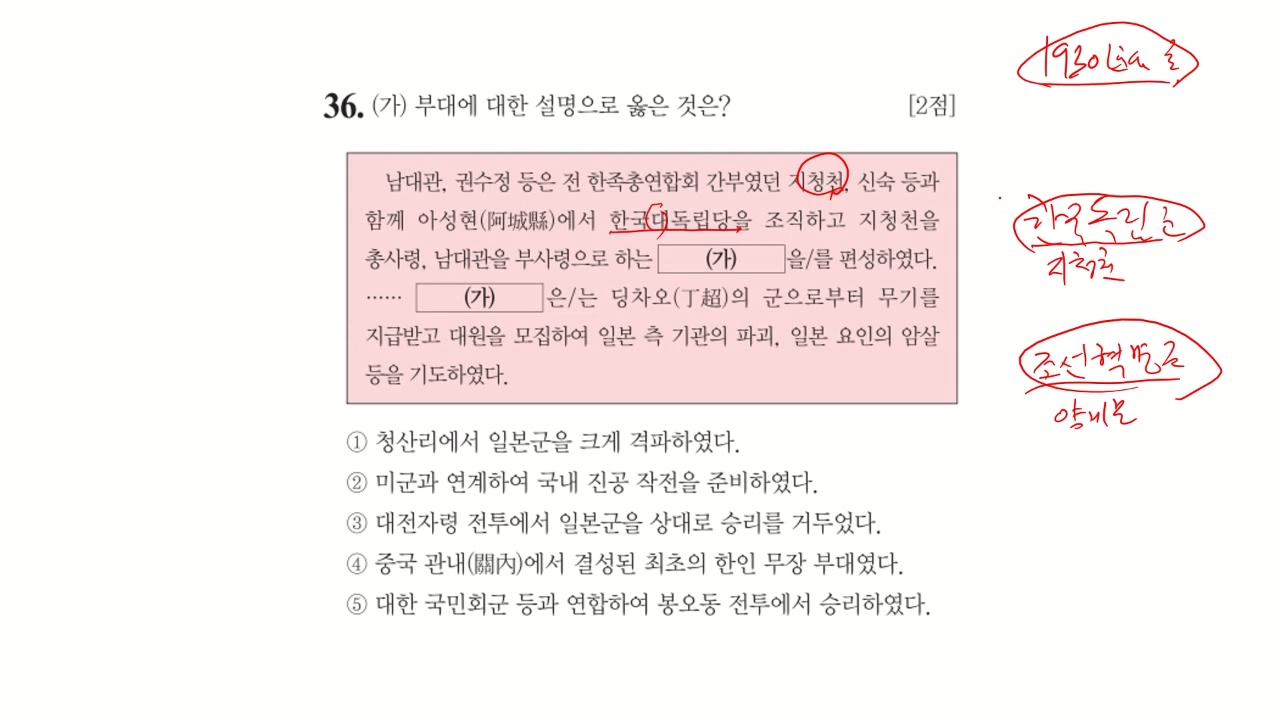 36. (가) 부대에 대한 설명으로 옳은 것은? [2점]
남대관, 권수정 등은 전 한족총연합회 간부였던 지청천, 신숙 등과
함께 아성현(阿城縣)에서 한국대독립당을 조직하고 지청천을
총사령, 남대관을 부사령으로 하는 (가) 을/를 편성하였다.
…… (가) 은/는 딩차오(丁超)의 군으로부터 무기를
지급받고 대원을 모집하여 일본 측 기관의 파괴, 일본 요인의 암살
등을 기도하였다.
① 청산리에서 일본군을 크게 격파하였다.
② 미군과 연계하여 국내 진공 작전을 준비하였다.
③ 대전자령 전투에서 일본군을 상대로 승리를 거두었다.
④ 중국 관내(關內)에서 결성된 최초의 한인 무장 부대였다.
⑤ 대한 국민회군 등과 연합하여 봉오동 전투에서 승리하였다.
1930년대 초
한국독립군
지청천
조선혁명군
양세봉